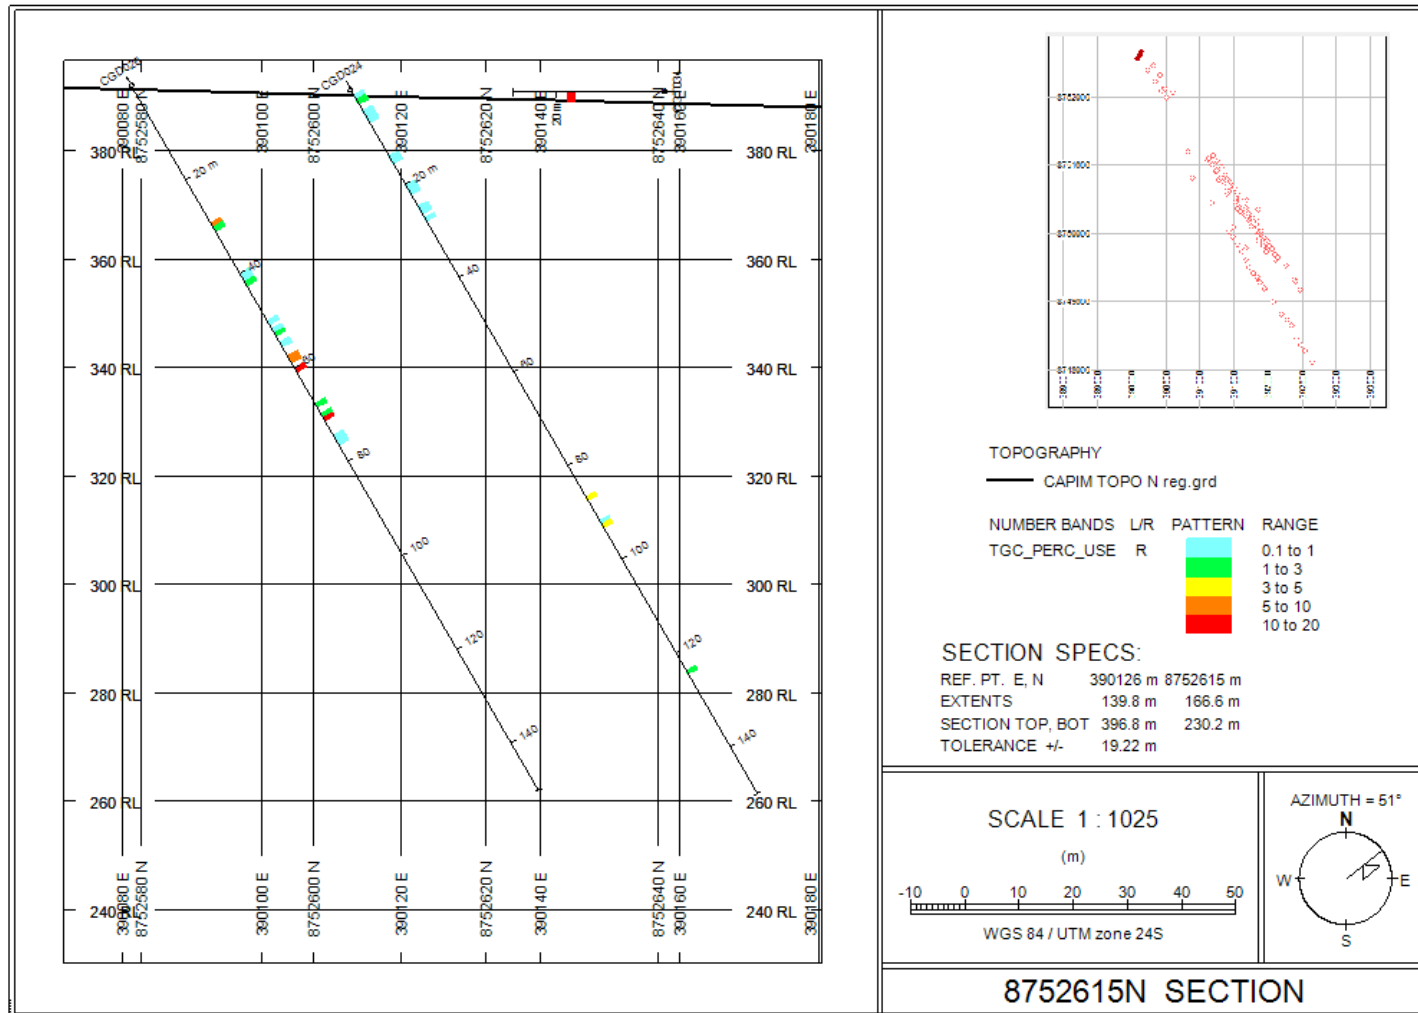 CGD025
CGD024
20 m
390080 E
8752580 N
390100 E
8752600 N
390120 E
8752620 N
390140 E
8752640 N
390160 E
390180 E
380 RL
380 RL
20 m
20 m
360 RL
360 RL
40
40
340 RL
340 RL
60
60
320 RL
320 RL
80
80
300 RL
300 RL
100
100
280 RL
280 RL
120
120
260 RL
260 RL
140
140
240 RL
240 RL
390080 E
8752580 N
390100 E
8752600 N
390120 E
8752620 N
390140 E
8752640 N
390160 E
390180 E
8752000
8751000
8750000
8749000
8748000
TOPOGRAPHY
CAPIM TOPO N reg.grd
NUMBER BANDS L/R PATTERN RANGE
TGC_PERC_USE R 0.1 to 1
1 to 3
3 to 5
5 to 10
10 to 20
SECTION SPECS:
REF. PT. E, N 390126 m 8752615 m
EXTENTS 139.8 m 166.6 m
SECTION TOP, BOT 396.8 m 230.2 m
TOLERANCE +/- 19.22 m
SCALE 1 : 1025
(m)
-10 0 10 20 30 40 50
WGS 84 / UTM zone 24S
AZIMUTH = 51°
N
W E
S
8752615N SECTION